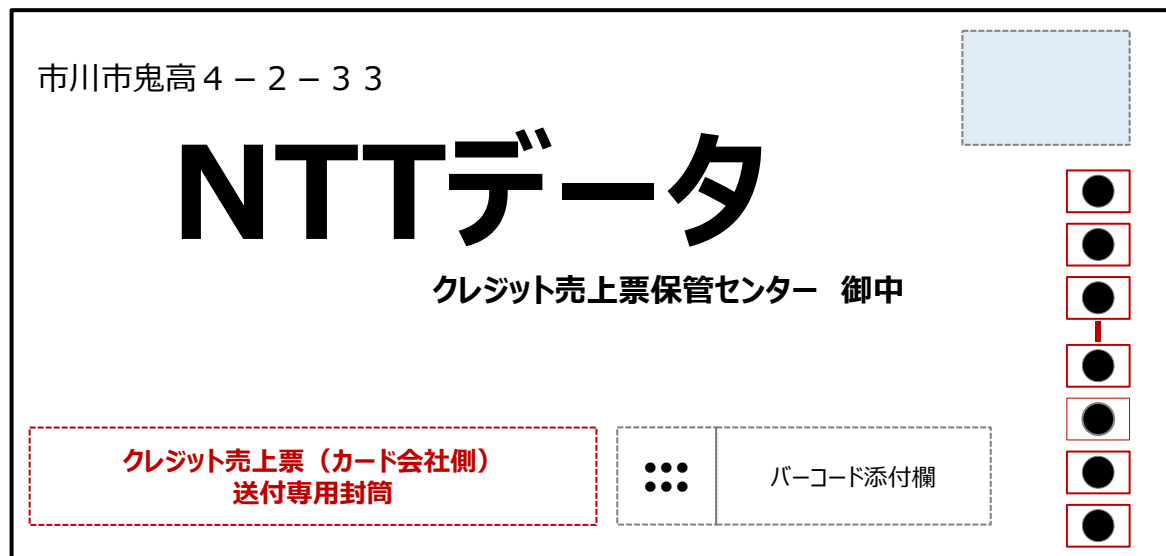 市川市鬼高４－２－３３
NTTデータ
クレジット売上票保管センター 御中
クレジット売上票（カード会社側）
送付専用封筒
バーコード添付欄